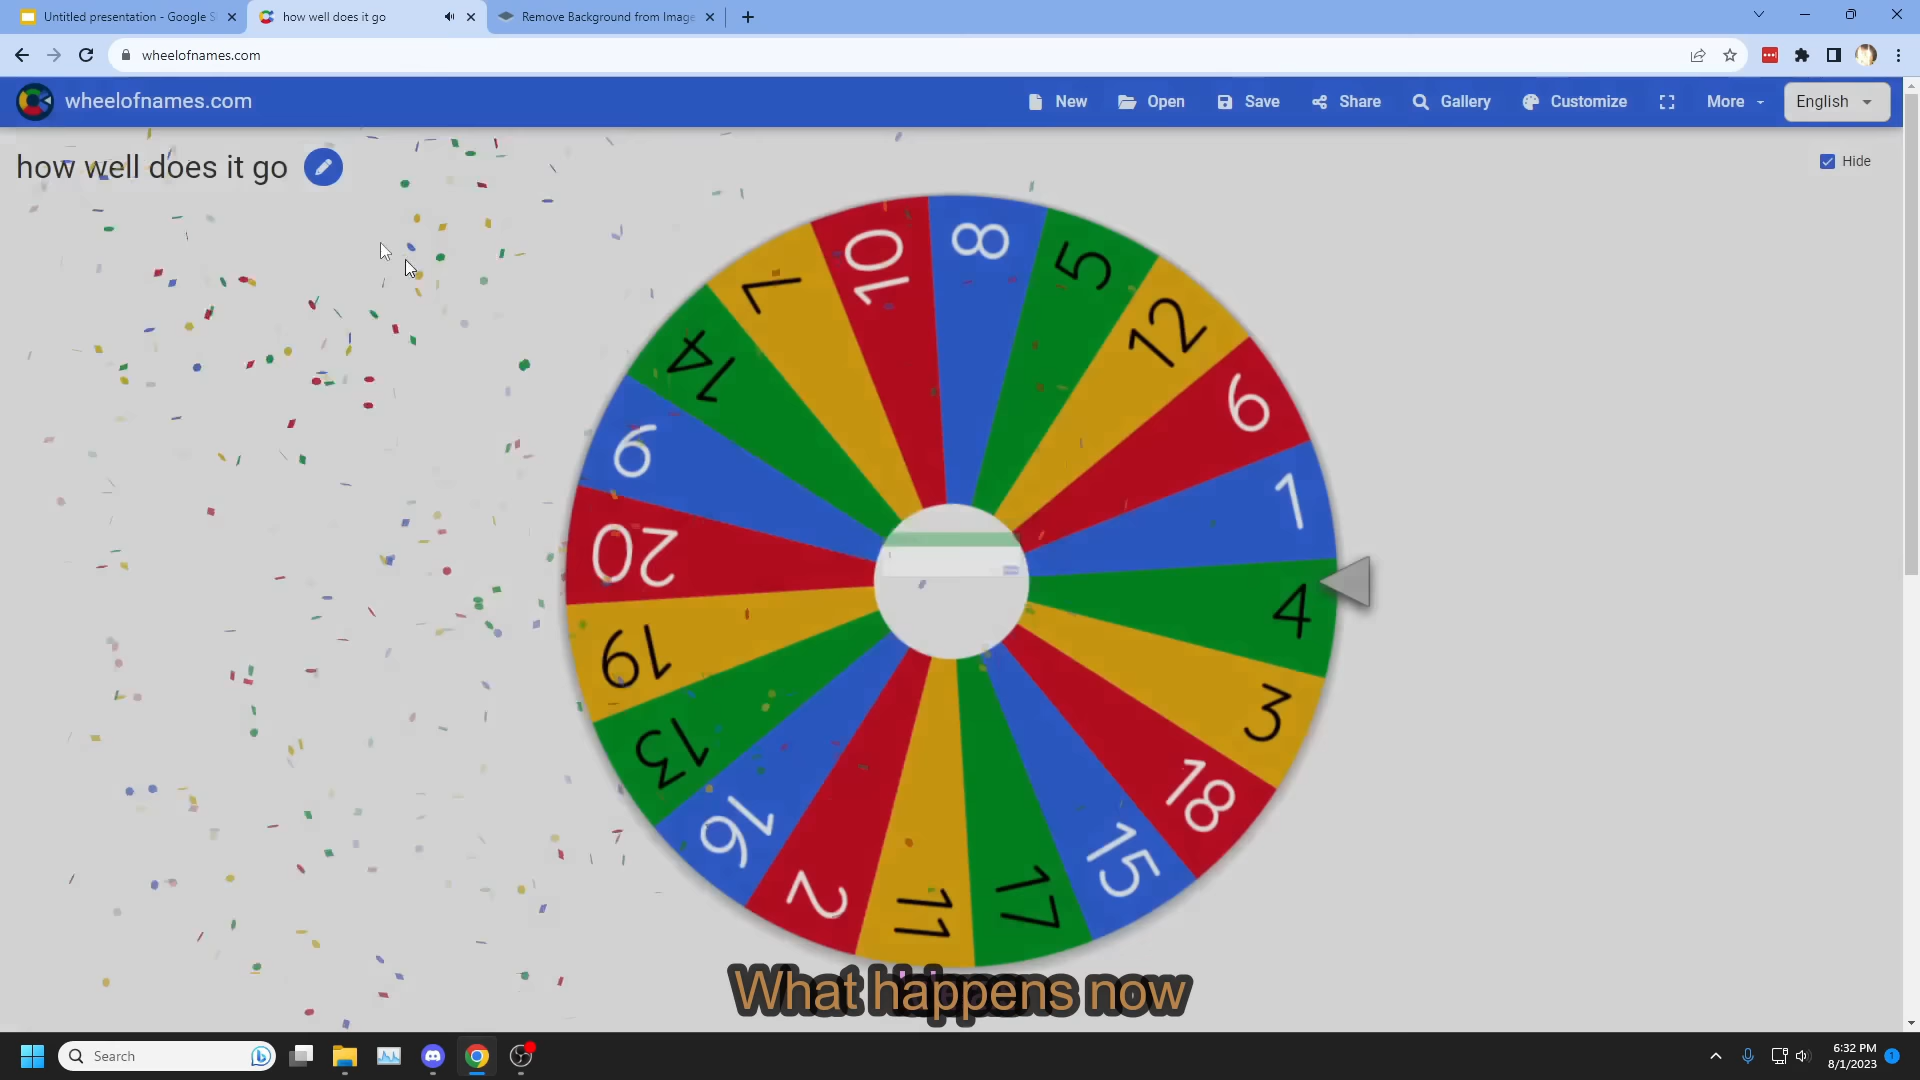 Untitled presentation - Google S
how well does it go
Remove Background from Image
wheelofnames.com
wheelofnames.com
New
Open
Save
Share
Gallery
Customize
More
English
how well does it go
Hide
8
5
12
6
1
4
3
18
15
17
11
2
16
13
19
20
9
14
7
10
What happens now
Search
6:32 PM
8/1/2023
1